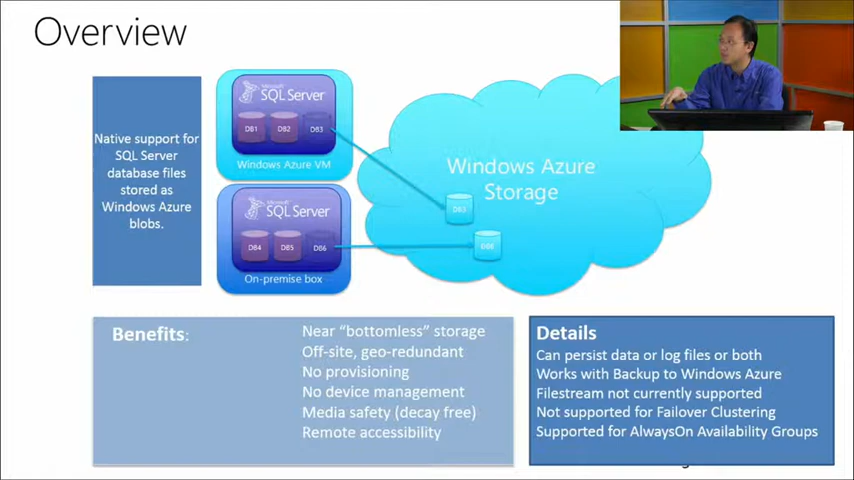 Overview
Native support for
SQL Server
database files
stored as
Windows Azure
blobs.
Microsoft
SQL Server
DB1 DB2 DB3
Windows Azure VM
Microsoft
SQL Server
DB4 DB5 DB6
On-premise box
Windows Azure
Storage
DB3
Benefits:
Near “bottomless” storage
Off-site, geo-redundant
No provisioning
No device management
Media safety (decay free)
Remote accessibility
Details
Can persist data or log files or both
Works with Backup to Windows Azure
Filestream not currently supported
Not supported for Failover Clustering
Supported for AlwaysOn Availability Groups